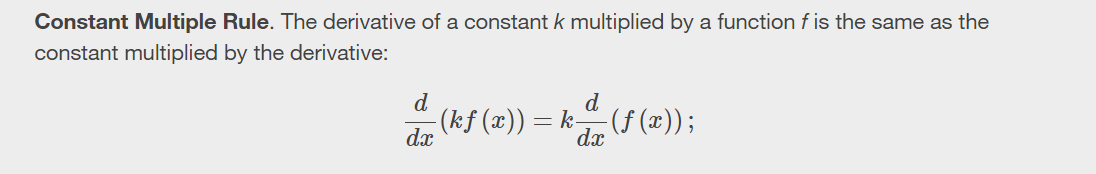 Constant Multiple Rule. The derivative of a constant k multiplied by a function f is the same as the
constant multiplied by the derivative:
d/dx (kf (x)) = k d/dx (f (x));